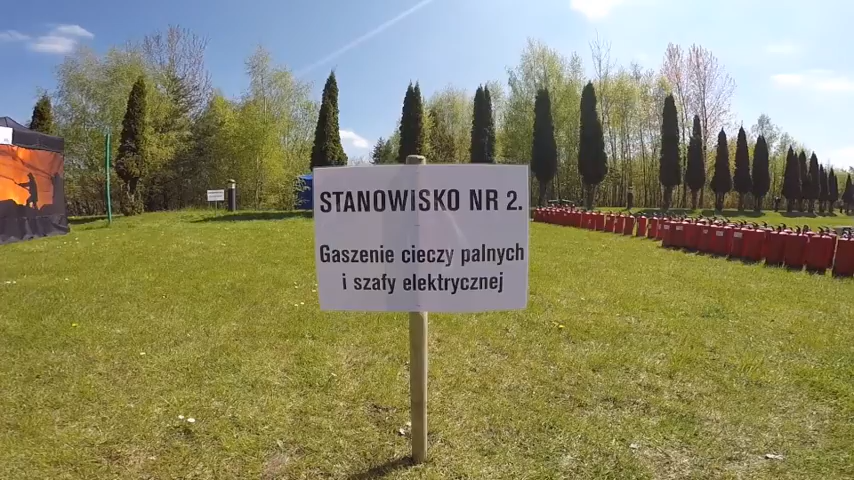 STANOWISKO NR 2.
Gaszenie cieczy palnych
i szafy elektrycznej